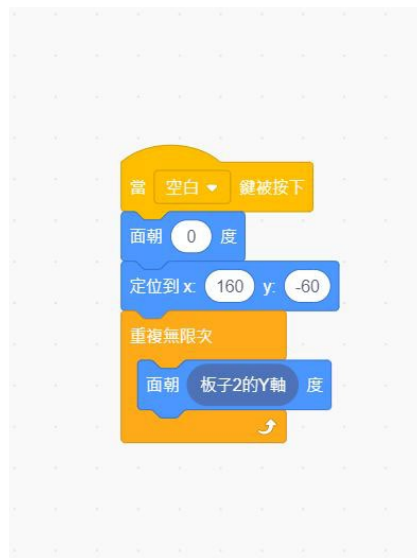 當 空白 鍵被按下
面朝 0 度
定位到 x: 160 y: -60
重複無限次
面朝 板子2的Y軸 度